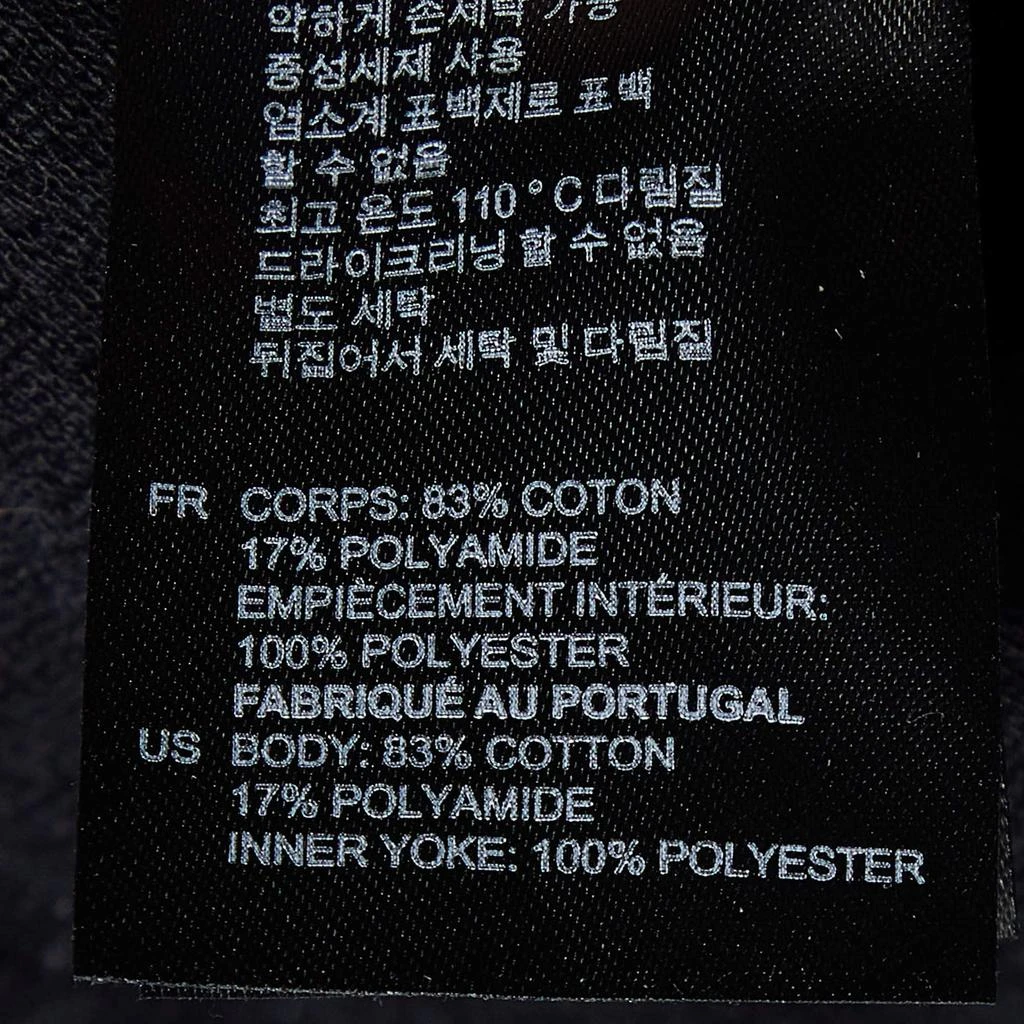 약하게 손세탁 가능
중성세제 사용
염소계 표백제로 표백
할 수 없음
최고 온도 110°C 다림질
드라이크리닝 할 수 없음
별도 세탁
뒤집어서 세탁 및 다림질
FR CORPS: 83% COTON
17% POLYAMIDE
EMPIÈCEMENT INTÉRIEUR:
100% POLYESTER
FABRIQUÉ AU PORTUGAL
US BODY: 83% COTTON
17% POLYAMIDE
INNER YOKE: 100% POLYESTER